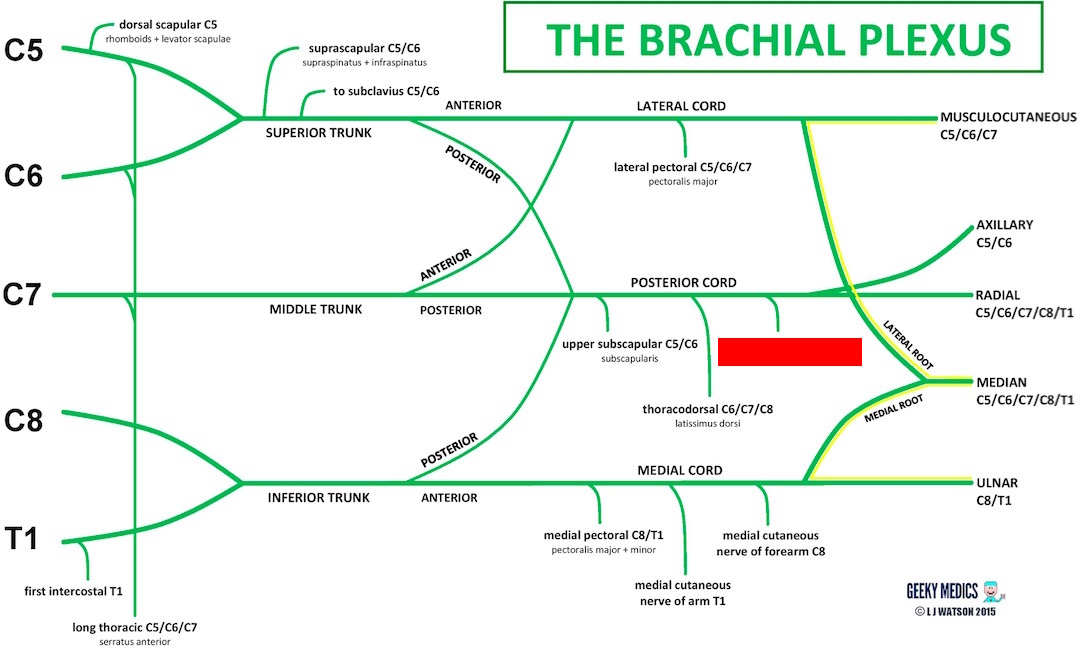 THE BRACHIAL PLEXUS
C5
dorsal scapular C5
rhomboids + levator scapulae
suprascapular C5/C6
supraspinatus + infraspinatus
to subclavius C5/C6
ANTERIOR
LATERAL CORD
MUSCULOCUTANEOUS
C5/C6/C7
SUPERIOR TRUNK
POSTERIOR
lateral pectoral C5/C6/C7
pectoralis major
C6
AXILLARY
C5/C6
ANTERIOR
POSTERIOR CORD
C7
MIDDLE TRUNK
POSTERIOR
RADIAL
C5/C6/C7/C8/T1
upper subscapular C5/C6
subscapularis
LATERAL ROOT
MEDIAN
C5/C6/C7/C8/T1
thoracodorsal C6/C7/C8
latissimus dorsi
MEDIAL ROOT
C8
POSTERIOR
MEDIAL CORD
INFERIOR TRUNK
ANTERIOR
ULNAR
C8/T1
T1
medial pectoral C8/T1
pectoralis major + minor
medial cutaneous
nerve of forearm C8
medial cutaneous
nerve of arm T1
first intercostal T1
long thoracic C5/C6/C7
serratus anterior
GEEKY MEDICS
© L J WATSON 2015